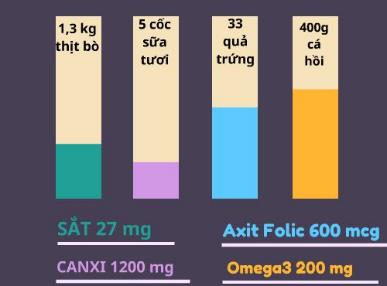 1,3 kg
thịt bò
5 cốc
sữa
tươi
33
quả
trứng
400g
cá
hồi
SẮT 27 mg
Axit Folic 600 mcg
CANXI 1200 mg
Omega3 200 mg